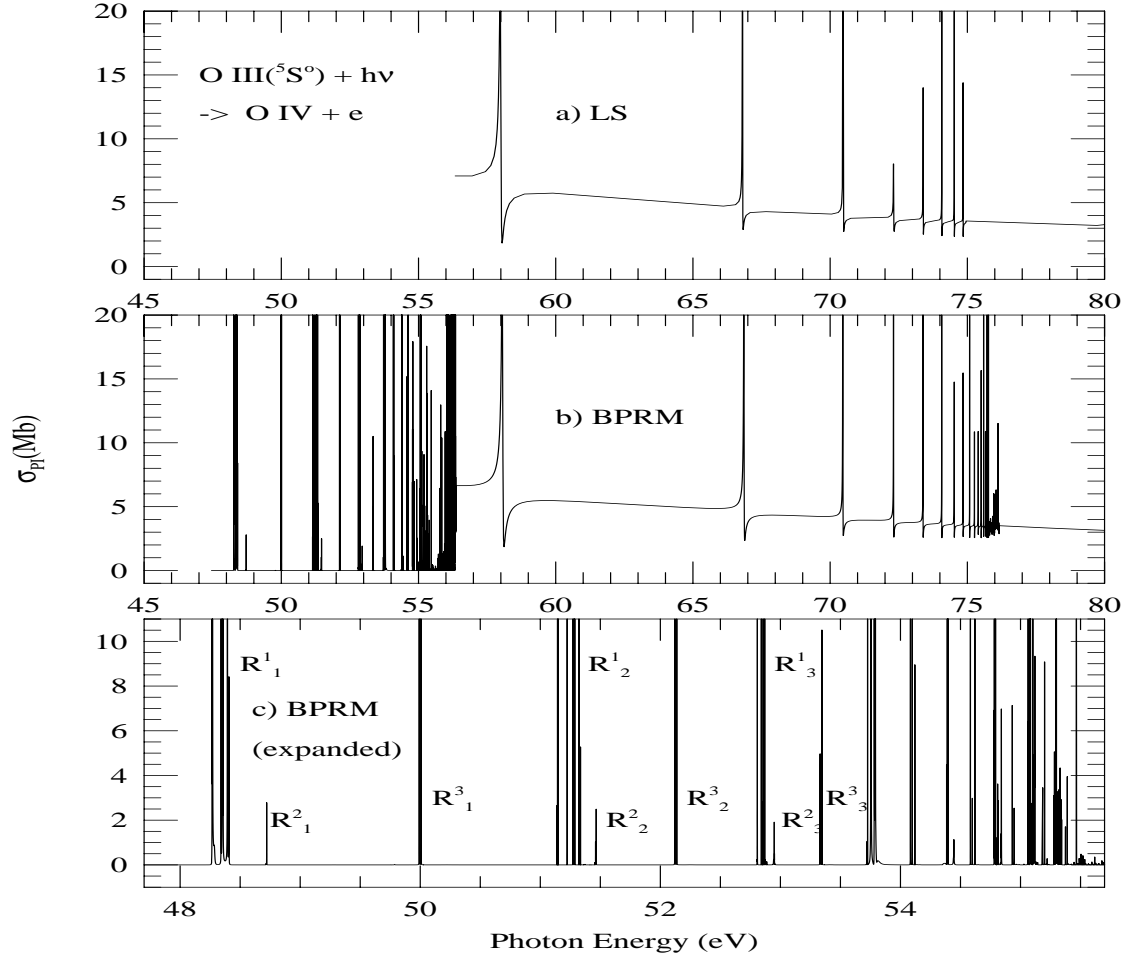 20
15
10
5
0
O III(⁵Sᵒ) + hν
-> O IV + e
a) LS
45 50 55 60 65 70 75 80
20
15
10
5
0
b) BPRM
45 50 55 60 65 70 75 80
σ_PI(Mb)
10
8
6
4
2
0
R¹₁ R¹₂ R¹₃
c) BPRM
(expanded)
R³₁ R³₂ R³₃
R²₁ R²₂ R²₃
48 50 52 54
Photon Energy (eV)